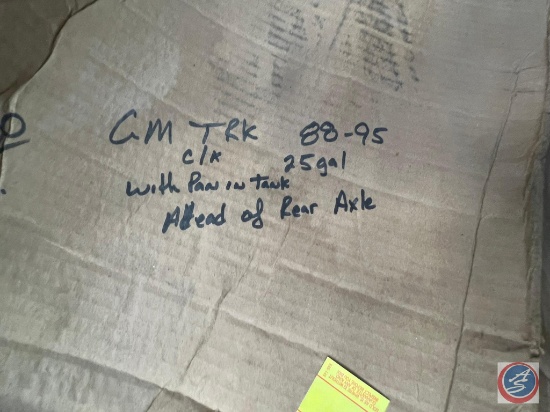 GM TRK 88-95
c/k 25gal
with Pan in Tank
Ahead of Rear Axle